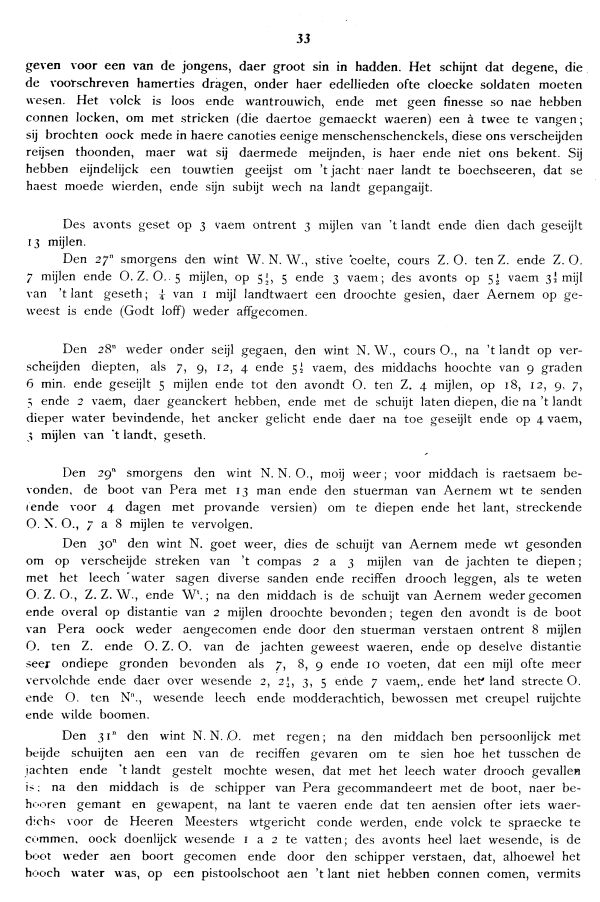 33
geven voor een van de jongens, daer groot sin in hadden. Het schijnt dat degene, die
de voorschreven hamerties dragen, onder haer edellieden ofte cloecke soldaten moeten
wesen. Het volck is loos ende wantrouwich, ende met geen finesse so nae hebben
connen locken, om met stricken (die daertoe gemaeckt waeren) een à twee te vangen;
sij brochten oock mede in haere canoties eenige menschenschenckels, diese ons verscheijden
reijsen thoonden, maer wat sij daermede meijnden, is haer ende niet ons bekent. Sij
hebben eijndelijck een touwtien geeijst om 't jacht naer landt te boechseeren, dat se
haest moede wierden, ende sijn subijt wech na landt gepangaijt.
Des avonts geset op 3 vaem ontrent 3 mijlen van 't landt ende dien dach geseijlt
13 mijlen.
Den 27n smorgens den wint W. N. W., stive coelte, cours Z. O. ten Z. ende Z. O.
7 mijlen ende O. Z. O. 5 mijlen, op 5½, 5 ende 3 vaem; des avonts op 5½ vaem 3½ mijl
van 't lant geseth; ¼ van 1 mijl landtwaert een droochte gesien, daer Aernem op ge-
weest is ende (Godt loff) weder affgecomen.
Den 28n weder onder seijl gegaen, den wint N. W., cours O., na 't landt op ver-
scheijden diepten, als 7, 9, 12, 4 ende 5½ vaem, des middachs hoochte van 9 graden
6 min. ende geseijlt 5 mijlen ende tot den avondt O. ten Z. 4 mijlen, op 18, 12, 9, 7,
5 ende 2 vaem, daer geanckert hebben, ende met de schuijt laten diepen, die na 't landt
dieper water bevindende, het ancker gelicht ende daer na toe geseijlt ende op 4 vaem,
3 mijlen van 't landt, geseth.
Den 29n smorgens den wint N. N. O., moij weer; voor middach is raetsaem be-
vonden, de boot van Pera met 13 man ende den stuerman van Aernem wt te senden
(ende voor 4 dagen met provande versien) om te diepen ende het lant, streckende
O. N. O., 7 a 8 mijlen te vervolgen.
Den 30n den wint N. goet weer, dies de schuijt van Aernem mede wt gesonden
om op verscheijde streken van 't compas 2 a 3 mijlen van de jachten te diepen;
met het leech water sagen diverse sanden ende reciffen drooch leggen, als te weten
O. Z. O., Z. Z. W., ende Wt.; na den middach is de schuijt van Aernem weder gecomen
ende overal op distantie van 2 mijlen droochte bevonden; tegen den avondt is de boot
van Pera oock weder aengecomen ende door den stuerman verstaen ontrent 8 mijlen
O. ten Z. ende O. Z. O. van de jachten geweest waeren, ende op deselve distantie
seer ondiepe gronden bevonden als 7, 8, 9 ende 10 voeten, dat een mijl ofte meer
vervolchde ende daer over wesende 2, 2½, 3, 5 ende 7 vaem, ende het land strecte O.
ende O. ten Nn., wesende leech ende modderachtich, bewossen met creupel ruijchte
ende wilde boomen.
Den 31n den wint N. N. O. met regen; na den middach ben persoonlijck met
beijde schuijten aen een van de reciffen gevaren om te sien hoe het tusschen de
jachten ende 't landt gestelt mochte wesen, dat met het leech water drooch gevallen
is; na den middach is de schipper van Pera gecommandeert met de boot, naer be-
hooren gemant en gewapent, na lant te vaeren ende dat ten aensien ofter iets waer-
dichs voor de Heeren Meesters wtgericht conde werden, ende volck te spraecke te
commen, oock doenlijck wesende 1 a 2 te vatten; des avonts heel laet wesende, is de
boot weder aen boort gecomen ende door den schipper verstaen, dat, alhoewel het
hooch water was, op een pistoolschoot aen 't lant niet hebben connen comen, vermits